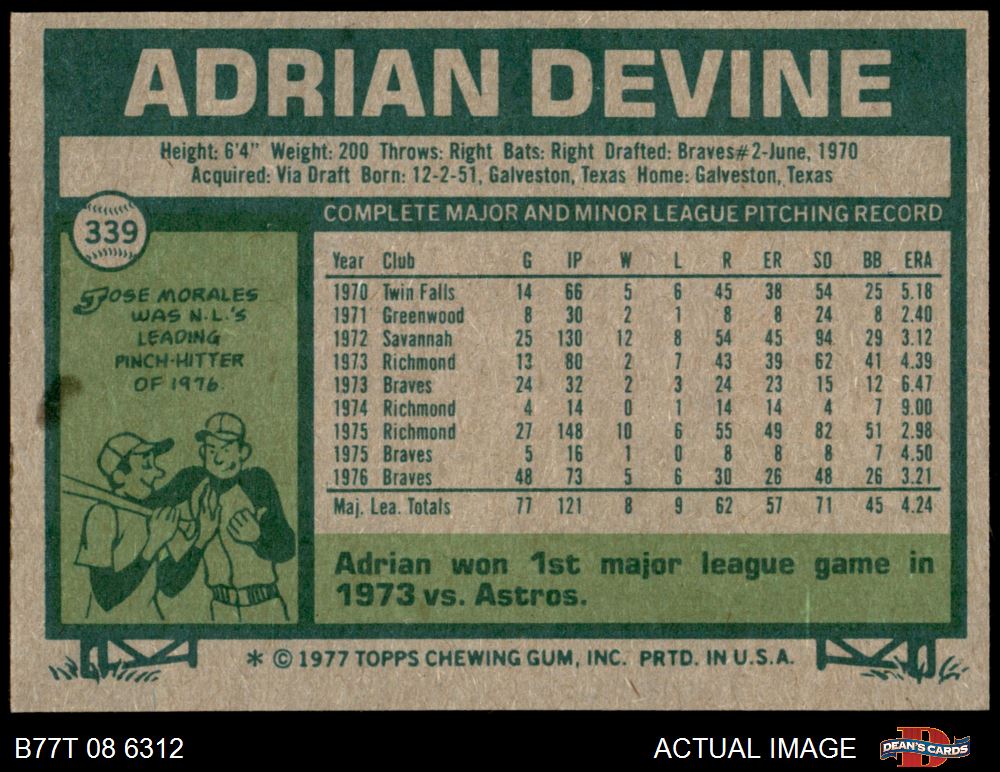 ADRIAN DEVINE
Height: 6'4" Weight: 200 Throws: Right Bats: Right Drafted: Braves#2-June, 1970
Acquired: Via Draft Born: 12-2-51, Galveston, Texas Home: Galveston, Texas
339
JOSE MORALES
WAS N.L.'S
LEADING
PINCH-HITTER
OF 1976
COMPLETE MAJOR AND MINOR LEAGUE PITCHING RECORD
Year Club G IP W L R ER SO BB ERA
1970 Twin Falls 14 66 5 6 45 38 54 25 5.18
1971 Greenwood 8 30 2 1 8 8 24 8 2.40
1972 Savannah 25 130 12 8 54 45 94 29 3.12
1973 Richmond 13 80 2 7 43 39 62 41 4.39
1973 Braves 24 32 2 3 24 23 15 12 6.47
1974 Richmond 4 14 0 1 14 14 4 7 9.00
1975 Richmond 27 148 10 6 55 49 82 51 2.98
1975 Braves 5 16 1 0 8 8 8 7 4.50
1976 Braves 48 73 5 6 30 26 48 26 3.21
Maj. Lea. Totals 77 121 8 9 62 57 71 45 4.24
Adrian won 1st major league game in
1973 vs. Astros.
* © 1977 TOPPS CHEWING GUM, INC. PRTD. IN U.S.A.
B77T 08 6312
ACTUAL IMAGE
D
DEAN'S CARDS